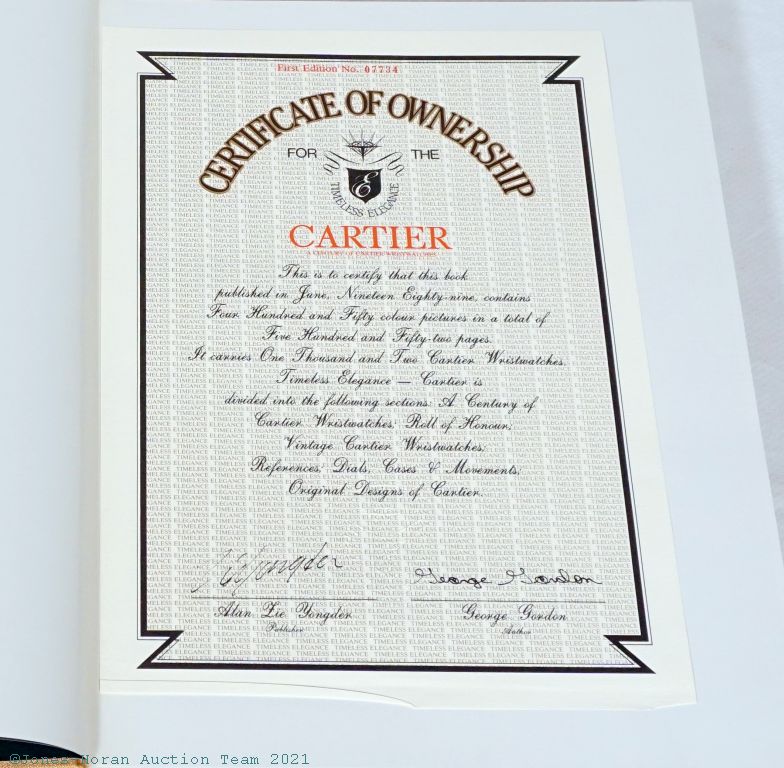 First Edition No. 07734
CERTIFICATE OF OWNERSHIP
FOR THE
E
TIMELESS ELEGANCE
CARTIER
A CENTURY OF CARTIER WRISTWATCHES
This is to certify that this book
published in June, Nineteen Eighty-nine, contains
Four Hundred and Fifty colour pictures in a total of
Five Hundred and Fifty-two pages.
It carries One Thousand and Two Cartier Wristwatches.
Timeless Elegance — Cartier is
divided into the following sections: A Century of
Cartier Wristwatches; Roll of Honour;
Vintage Cartier Wristwatches;
References; Dials, Cases & Movements;
Original Designs of Cartier.
George Gordon
Alan Zie Yongder George Gordon
Publisher Author
©Jones Horan Auction Team 2021